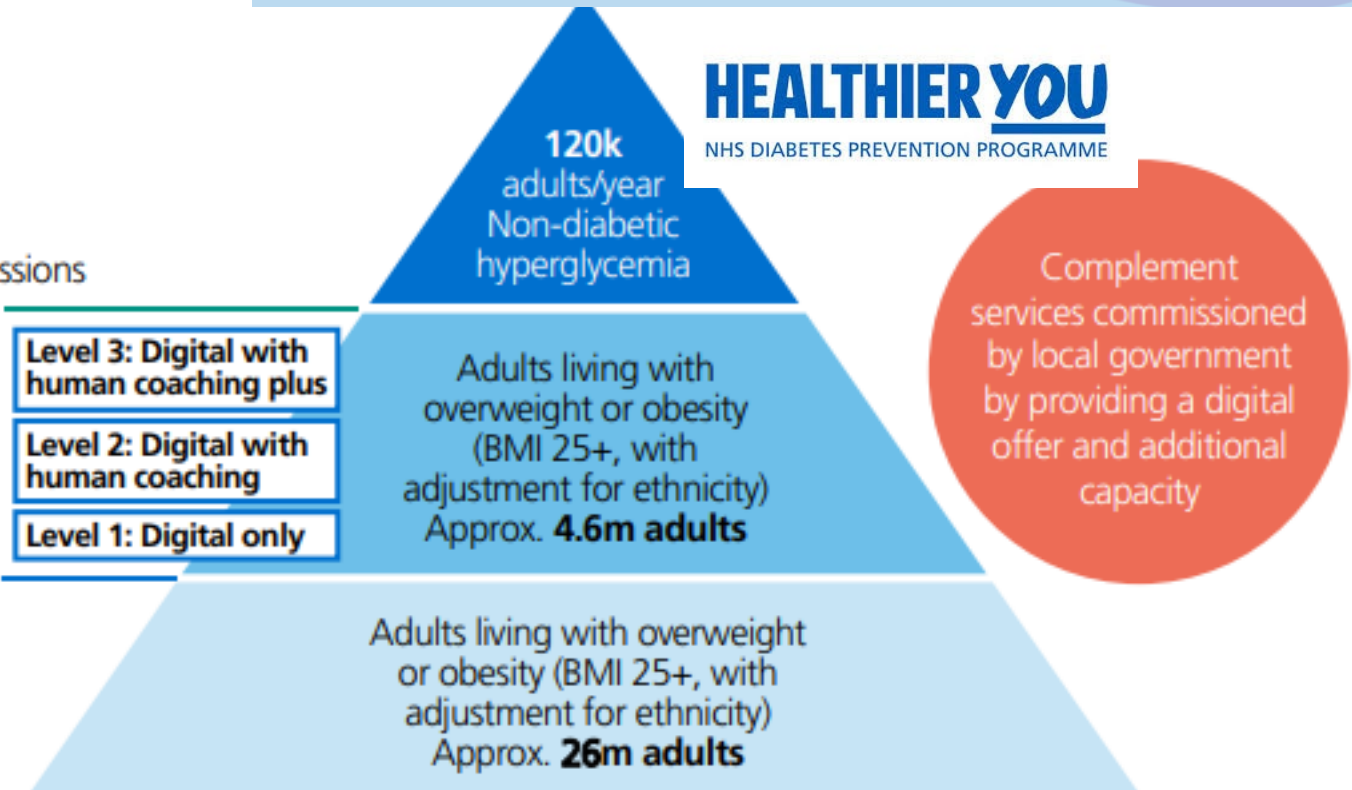 HEALTHIER YOU
NHS DIABETES PREVENTION PROGRAMME
120k
adults/year
Non-diabetic
hyperglycemia
ssions
Level 3: Digital with
human coaching plus
Level 2: Digital with
human coaching
Level 1: Digital only
Adults living with
overweight or obesity
(BMI 25+, with
adjustment for ethnicity)
Approx. 4.6m adults
Complement
services commissioned
by local government
by providing a digital
offer and additional
capacity
Adults living with overweight
or obesity (BMI 25+, with
adjustment for ethnicity)
Approx. 26m adults